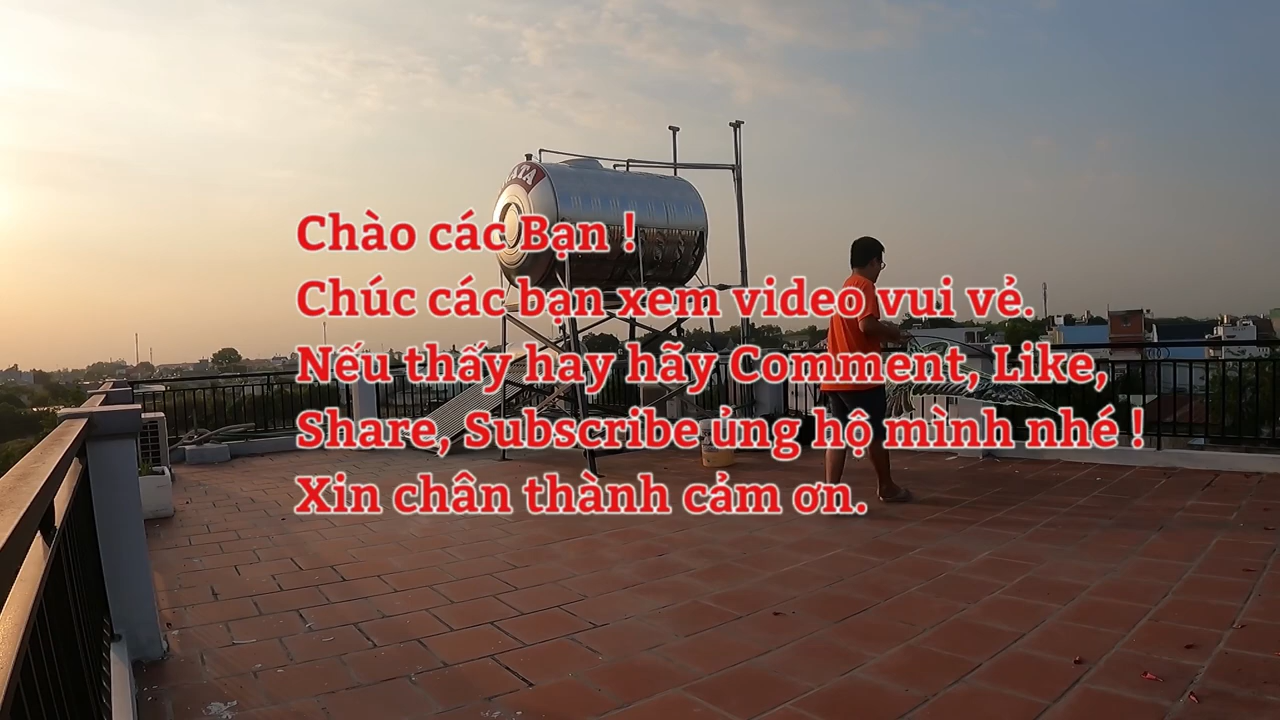 Chào các Bạn !
Chúc các bạn xem video vui vẻ.
Nếu thấy hay hãy Comment, Like,
Share, Subscribe ủng hộ mình nhé !
Xin chân thành cảm ơn.